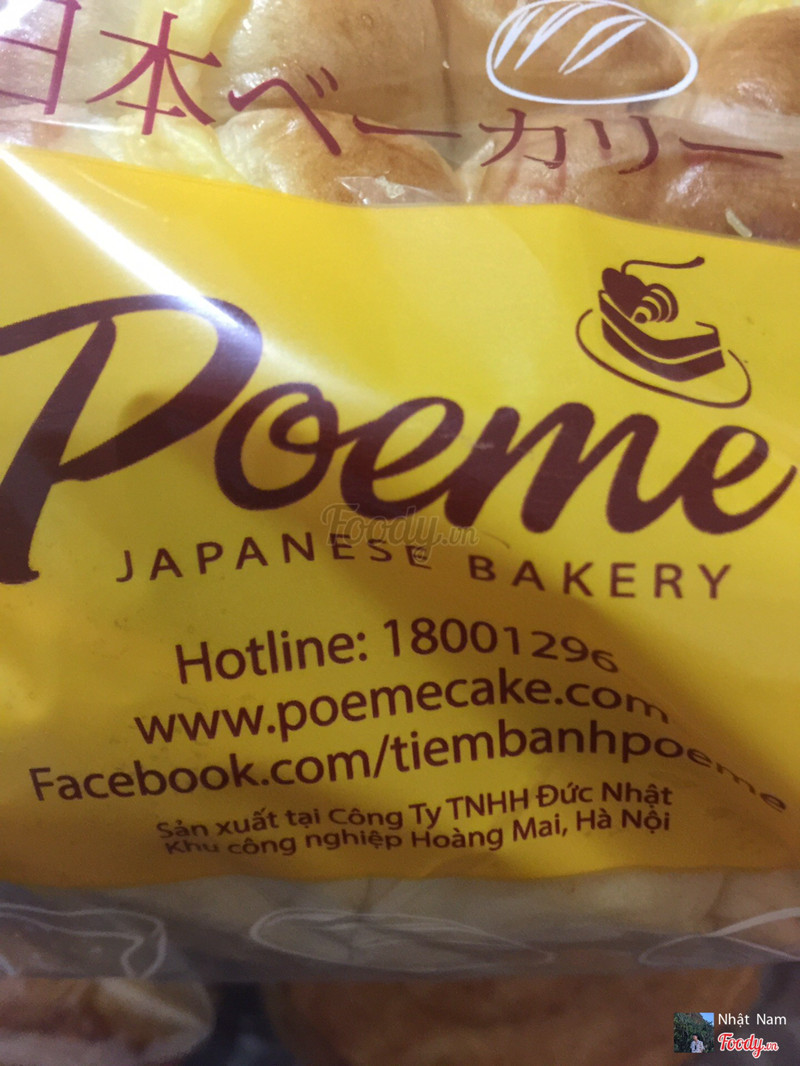 日本ベーカリー
Poeme
Foody.vn
JAPANESE BAKERY
Hotline: 18001296
www.poemecake.com
Facebook.com/tiembanhpoeme
Sản xuất tại Công Ty TNHH Đức Nhật
Khu công nghiệp Hoàng Mai, Hà Nội
Nhật Nam
Foody.vn